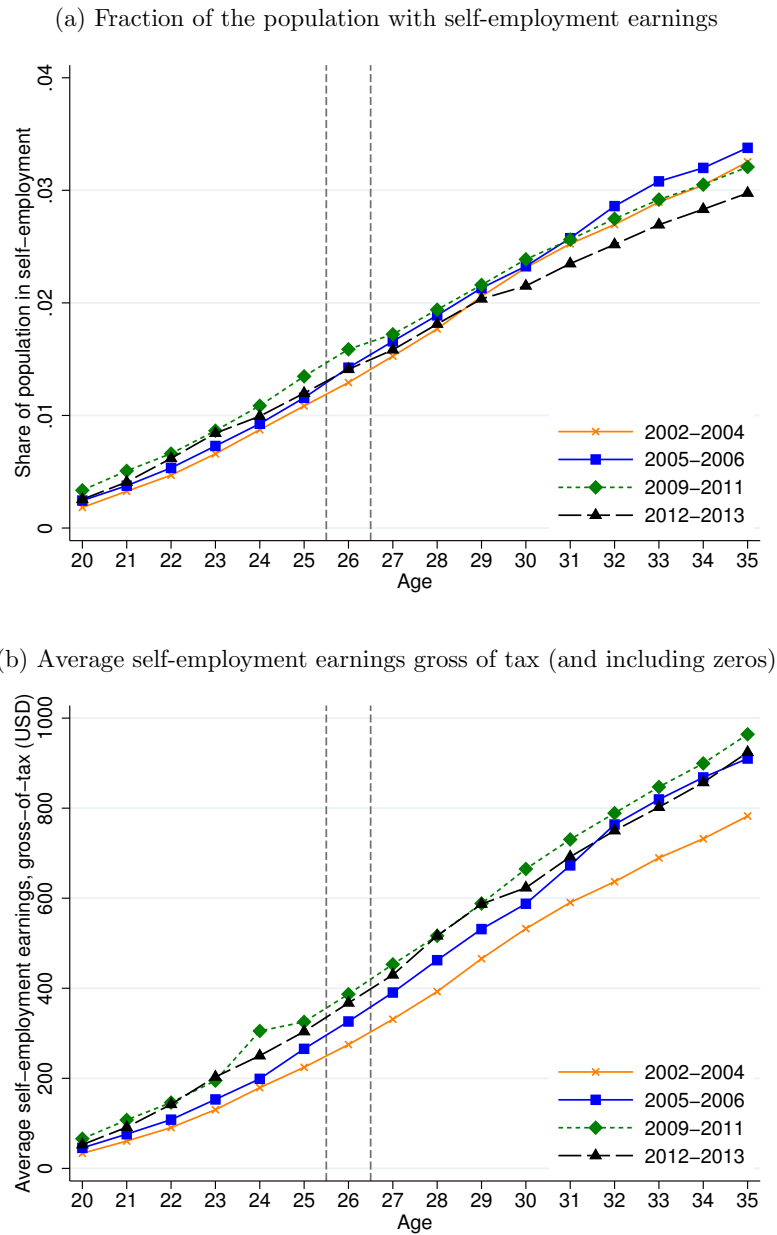 (a) Fraction of the population with self-employment earnings
Share of population in self−employment
.04
.03
.02
.01
0
2002−2004
2005−2006
2009−2011
2012−2013
20 21 22 23 24 25 26 27 28 29 30 31 32 33 34 35
Age
(b) Average self-employment earnings gross of tax (and including zeros)
Average self−employment earnings, gross−of−tax (USD)
1000
800
600
400
200
0
2002−2004
2005−2006
2009−2011
2012−2013
20 21 22 23 24 25 26 27 28 29 30 31 32 33 34 35
Age